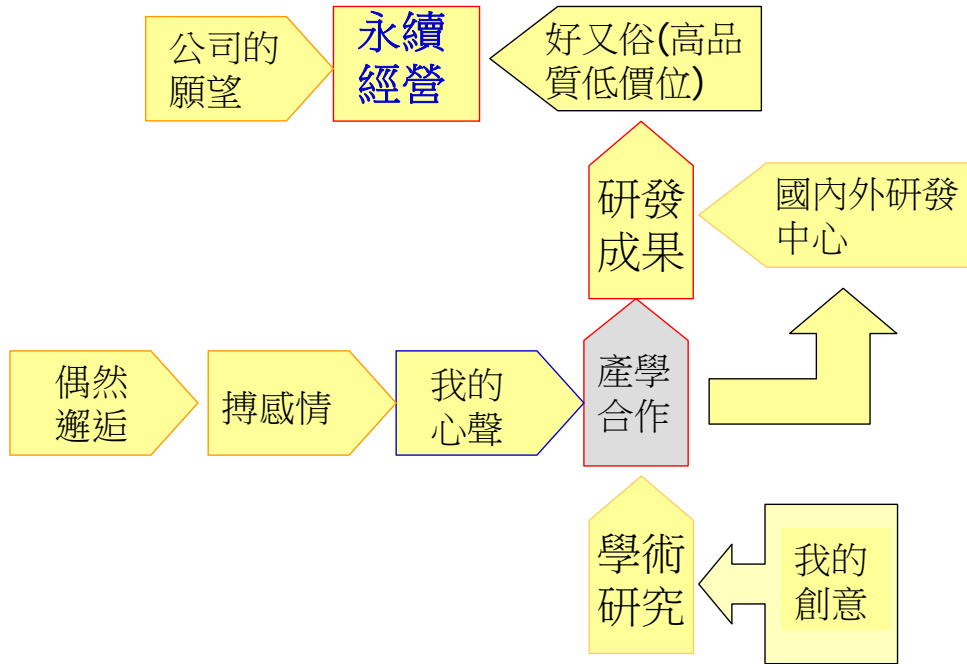 公司的
願望
永續
經營
好又俗(高品
質低價位)
研發
成果
國內外研發
中心
偶然
邂逅
搏感情
我的
心聲
產學
合作
學術
研究
我的
創意